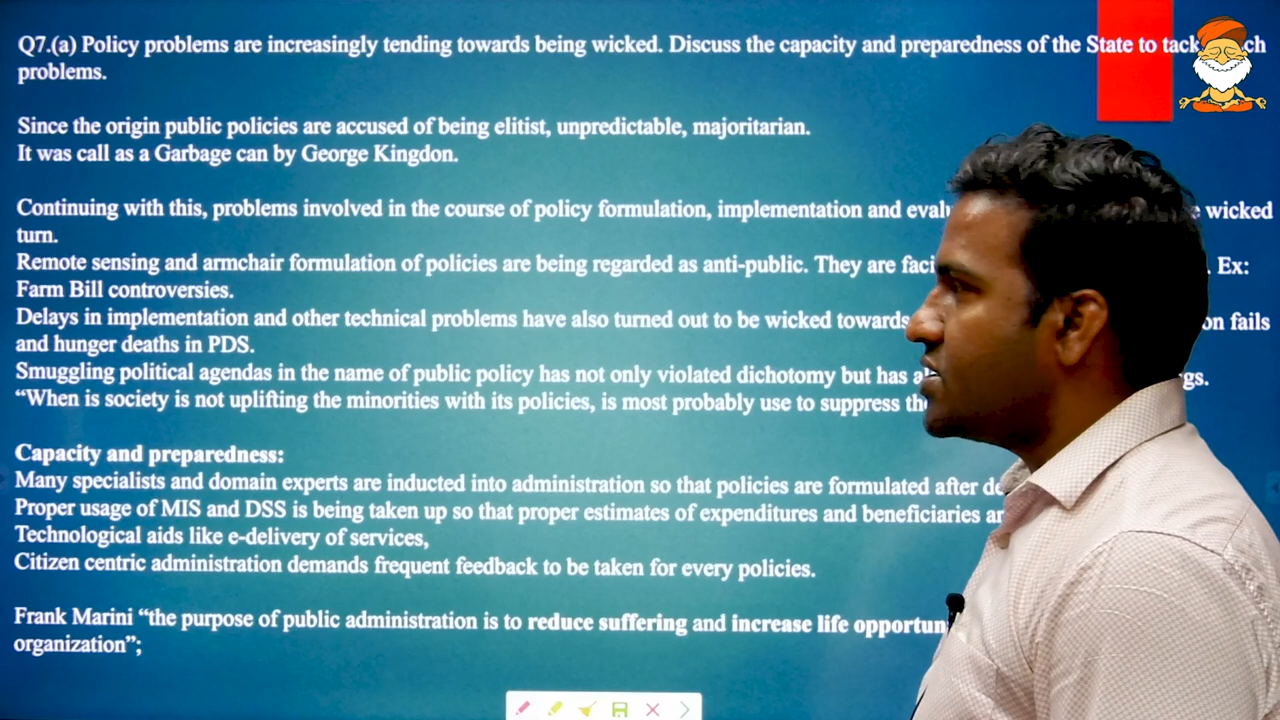 Q7.(a) Policy problems are increasingly tending towards being wicked. Discuss the capacity and preparedness of the State to
problems.
Since the origin public policies are accused of being elitist, unpredictable, majoritarian.
It was call as a Garbage can by George Kingdon.
Continuing with this, problems involved in the course of policy formulation, implementation and wicked
turn.
Remote sensing and armchair formulation of policies are being regarded as anti-public. They are Ex:
Farm Bill controversies.
Delays in implementation and other technical problems have also turned out to be wicked towards fails
and hunger deaths in PDS.
Smuggling political agendas in the name of public policy has not only violated dichotomy but has
“When is society is not uplifting the minorities with its policies, is most probably use to suppress
Capacity and preparedness:
Many specialists and domain experts are inducted into administration so that policies are formulated after
Proper usage of MIS and DSS is being taken up so that proper estimates of expenditures and beneficiaries
Technological aids like e-delivery of services,
Citizen centric administration demands frequent feedback to be taken for every policies.
Frank Marini “the purpose of public administration is to reduce suffering and increase life
organization”;